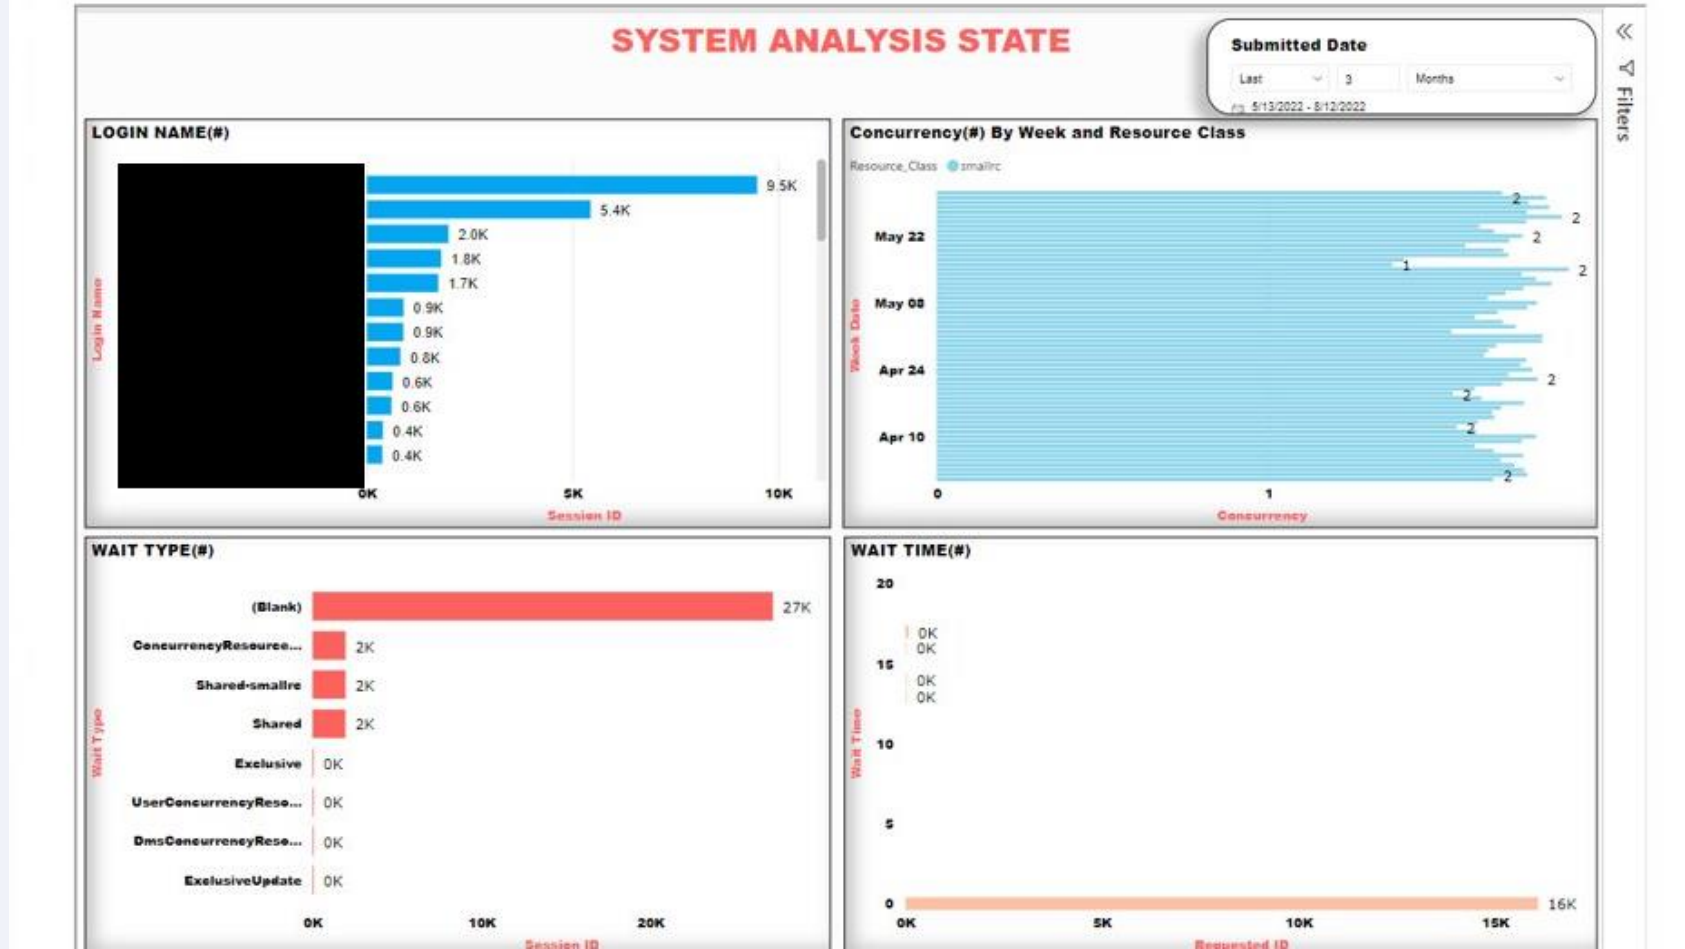 SYSTEM ANALYSIS STATE
Submitted Date
Last 3 Months
5/13/2022 - 8/12/2022
Filters
LOGIN NAME(#)
Login Name
9.5K
5.4K
2.0K
1.8K
1.7K
0.9K
0.9K
0.8K
0.6K
0.6K
0.4K
0.4K
0K 5K 10K
Session ID
Concurrency(#) By Week and Resource Class
Resource_Class smallrc
Week Date
2
2
May 22 2
1
2
May 08
Apr 24
2
2
Apr 10 2
2
0 1
Concurrency
WAIT TYPE(#)
Wait Type
(Blank) 27K
ConcurrencyResource... 2K
Shared-smallrc 2K
Shared 2K
Exclusive 0K
UserConcurrencyReso... 0K
DmsConcurrencyReso... 0K
ExclusiveUpdate 0K
0K 10K 20K
Session ID
WAIT TIME(#)
Wait Time
20
0K
0K
15
0K
0K
10
5
0 16K
0K 5K 10K 15K
Requested ID